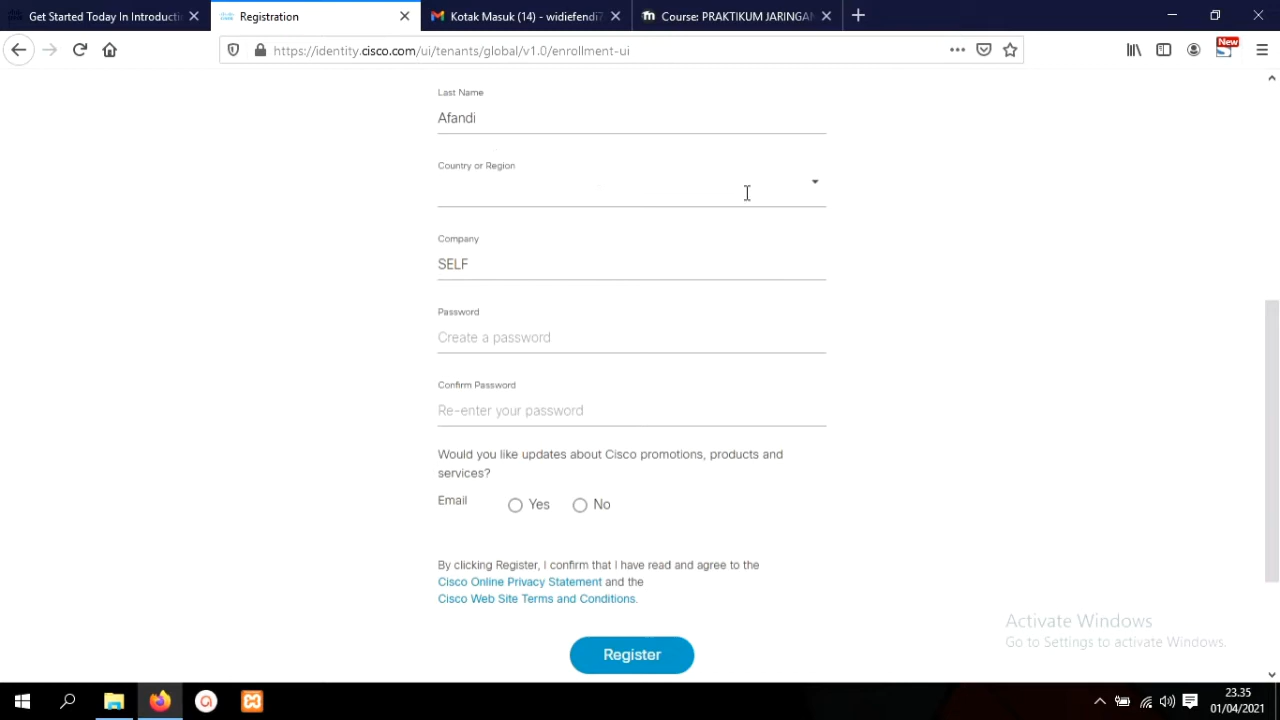 Get Started Today In Introducti
Registration
Kotak Masuk (14) - widiefendi7
Course: PRAKTIKUM JARINGAN
https://identity.cisco.com/ui/tenants/global/v1.0/enrollment-ui
New
Last Name
Afandi
Country or Region
Company
SELF
Password
Create a password
Confirm Password
Re-enter your password
Would you like updates about Cisco promotions, products and
services?
Email
Yes
No
By clicking Register, I confirm that I have read and agree to the
Cisco Online Privacy Statement and the
Cisco Web Site Terms and Conditions.
Activate Windows
Go to Settings to activate Windows.
Register
23.35
01/04/2021